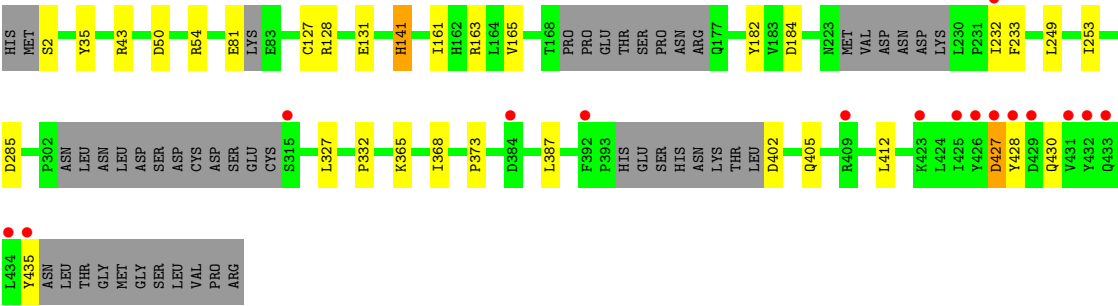 HIS MET S2 Y35 R43 D50 R54 E81 LYS E83 C127 R128 E131 H141 I161 H162 R163 L164 V165 T168 PRO PRO GLU THR SER PRO ASN ARG Q177 Y182 V183 D184 N223 MET VAL ASP ASN ASP LYS L230 P231 I232 F233 L249 I253
D285 P302 ASN LEU ASN LEU ASP SER ASP CYS ASP SER GLU CYS S315 L327 P332 K365 I368 P373 D384 L387 F392 P393 HIS GLU SER HIS ASN LYS THR LEU D402 Q405 R409 L412 K423 L424 I425 Y426 D427 Y428 D429 Q430 V431 Y432 Q433
L434 Y435 ASN LEU THR GLY MET GLY SER LEU VAL PRO ARG